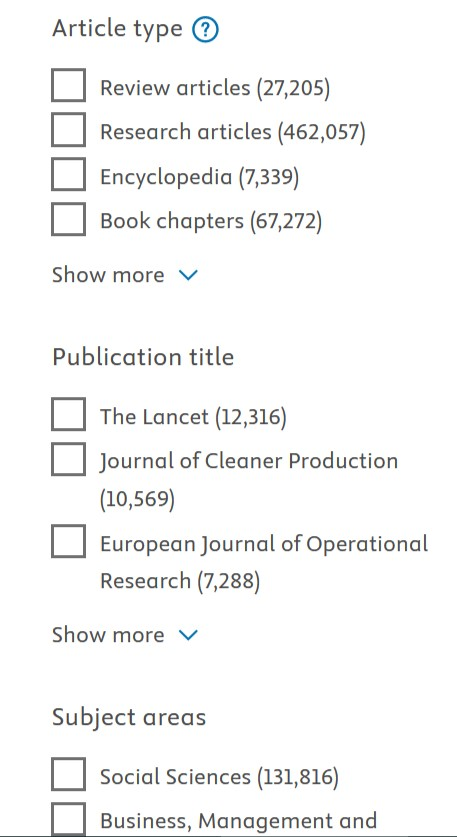 Article type ?
Review articles (27,205)
Research articles (462,057)
Encyclopedia (7,339)
Book chapters (67,272)
Show more
Publication title
The Lancet (12,316)
Journal of Cleaner Production
(10,569)
European Journal of Operational
Research (7,288)
Show more
Subject areas
Social Sciences (131,816)
Business, Management and